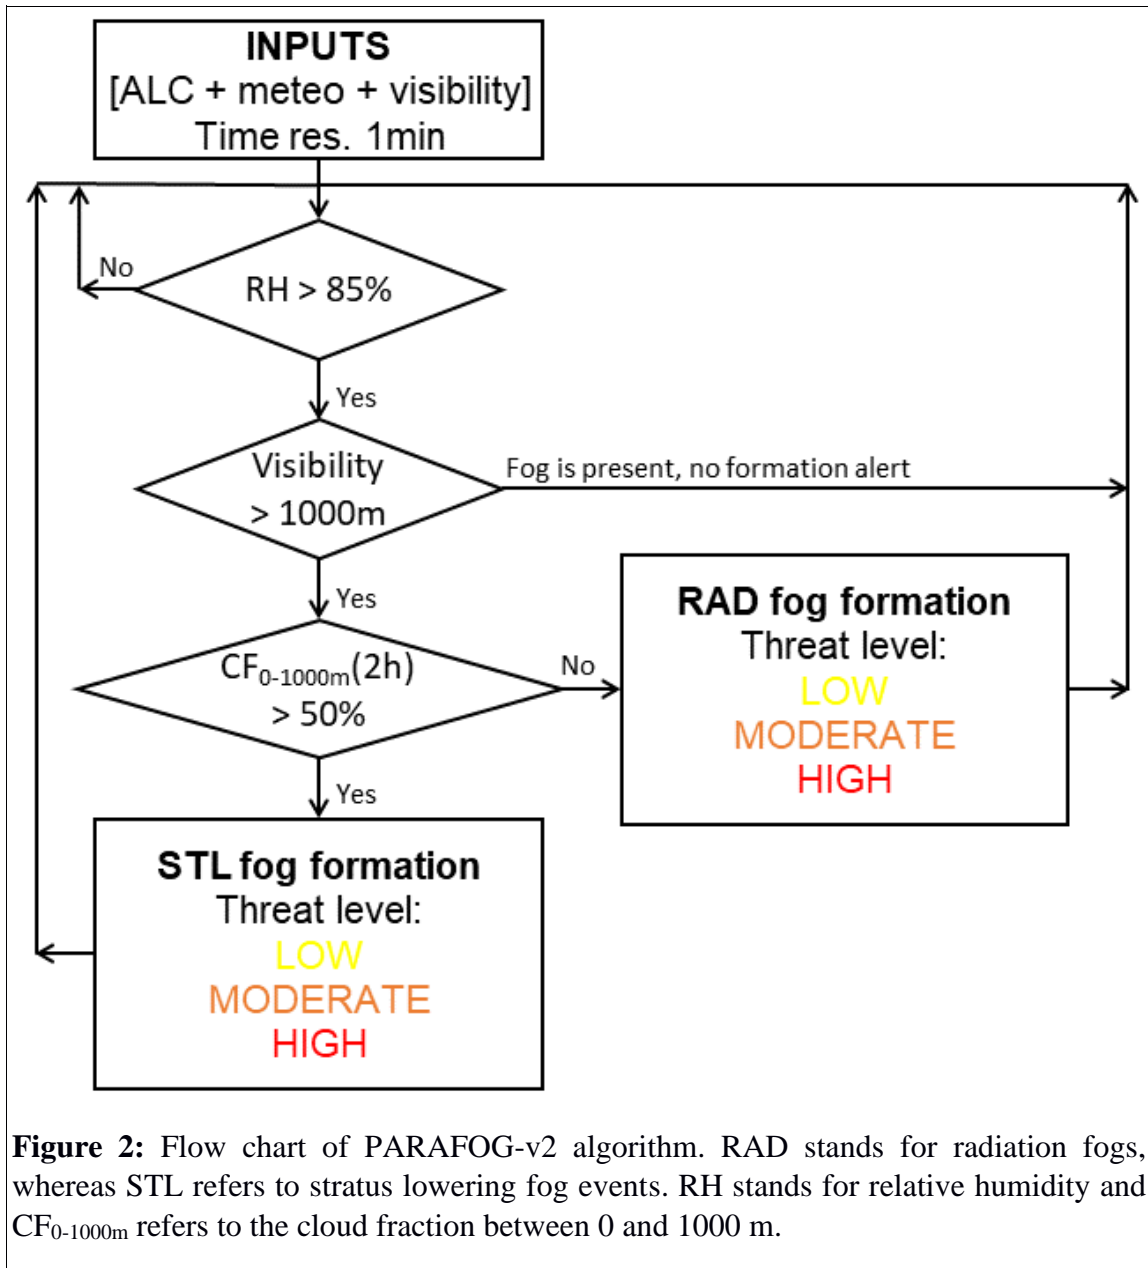 INPUTS
[ALC + meteo + visibility]
Time res. 1min
No
RH > 85%
Yes
Visibility
> 1000m
Fog is present, no formation alert
Yes
CF0-1000m(2h)
> 50%
No
RAD fog formation
Threat level:
LOW
MODERATE
HIGH
Yes
STL fog formation
Threat level:
LOW
MODERATE
HIGH
Figure 2: Flow chart of PARAFOG-v2 algorithm. RAD stands for radiation fogs,
whereas STL refers to stratus lowering fog events. RH stands for relative humidity and
CF0-1000m refers to the cloud fraction between 0 and 1000 m.